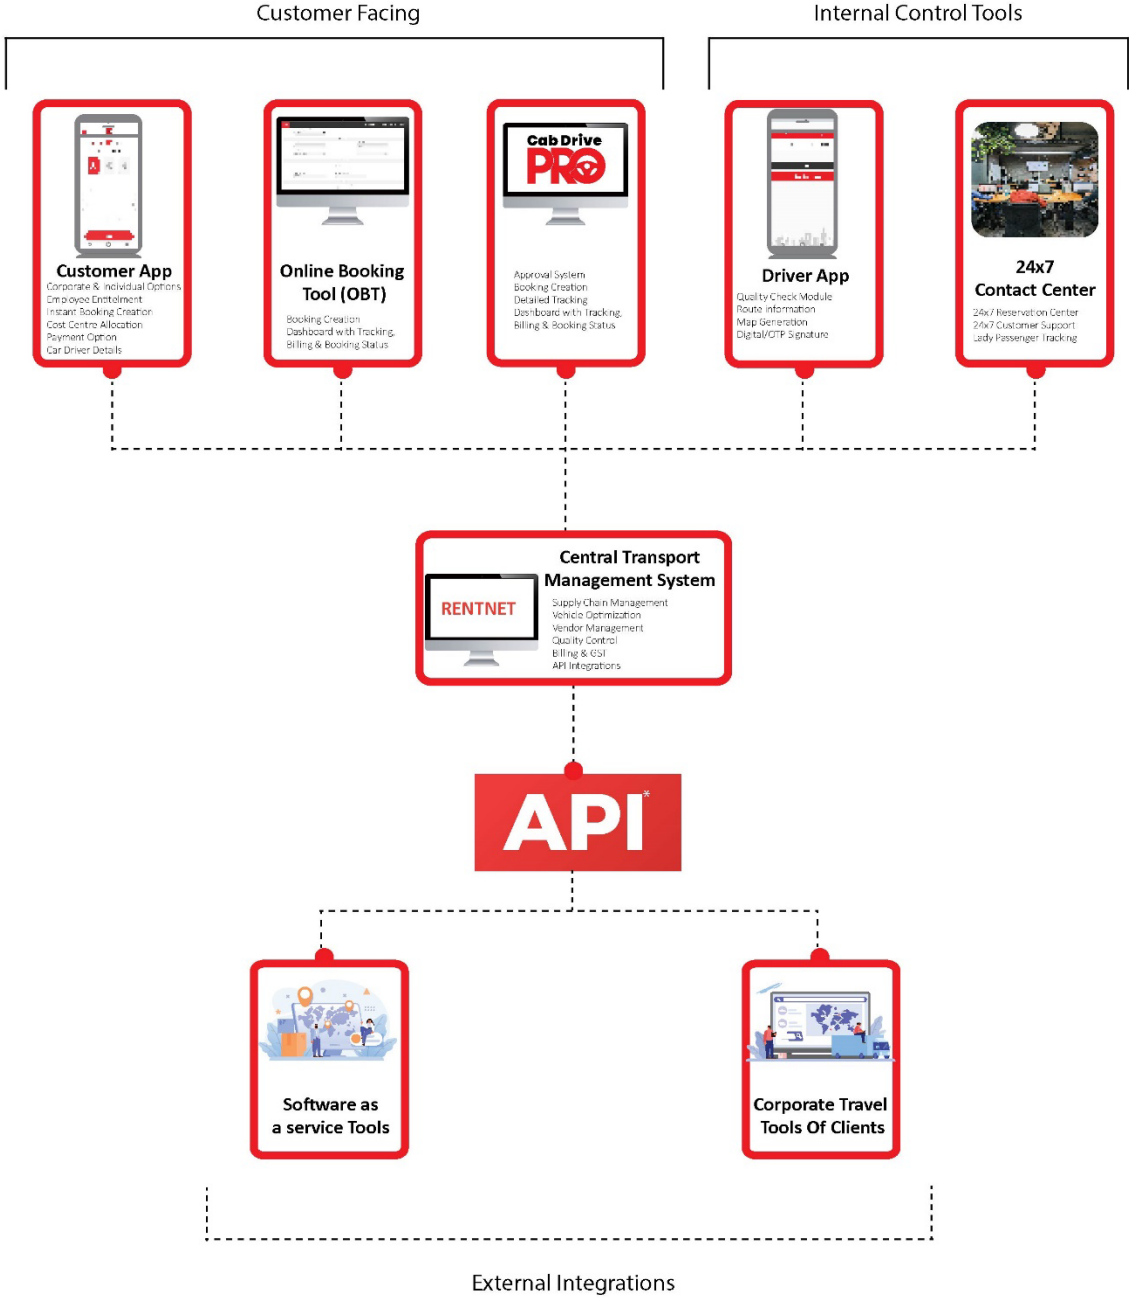 Customer Facing
Internal Control Tools
Customer App
Corporate & Individual Options
Employee Entitelment
Instant Booking Creation
Cost Centre Allocation
Payment Option
Car Driver Details
Online Booking
Tool (OBT)
Booking Creation
Dashboard with Tracking,
Billing & Booking Status
Cab Drive
PRO
Approval System
Booking Creation
Detailed Tracking
Dashboard with Tracking,
Billing & Booking Status
Driver App
Quality Check Module
Route Information
Map Generation
Digital/OTP Signature
24x7
Contact Center
24x7 Reservation Center
24x7 Customer Support
Lady Passenger Tracking
RENTNET
Central Transport
Management System
Supply Chain Management
Vehicle Optimization
Vendor Management
Quality Control
Billing & GST
API Integrations
API*
Software as
a service Tools
Corporate Travel
Tools Of Clients
External Integrations